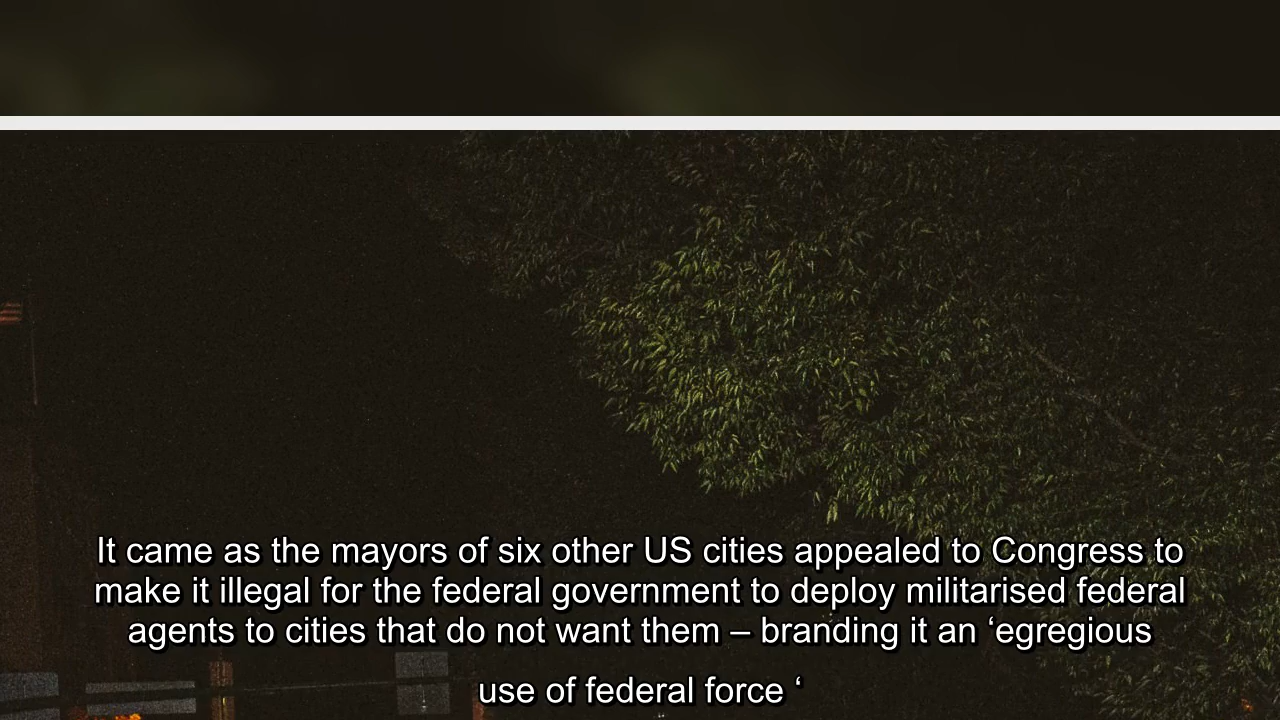 It came as the mayors of six other US cities appealed to Congress to
make it illegal for the federal government to deploy militarised federal
agents to cities that do not want them – branding it an ‘egregious
use of federal force ‘